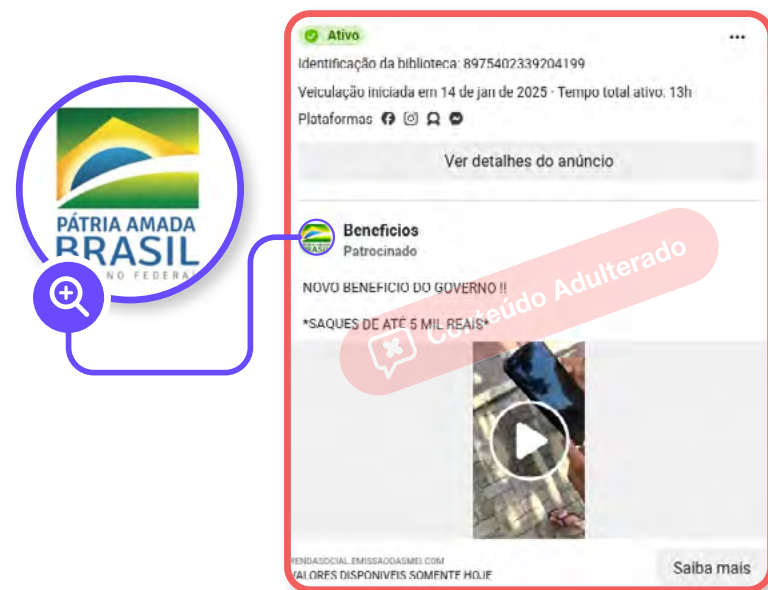 Ativo
Identificação da biblioteca: 8975402339204199
Veiculação iniciada em 14 de jan de 2025 · Tempo total ativo: 13h
Plataformas
Ver detalhes do anúncio
PÁTRIA AMADA
BRASIL
NO FEDERA
Beneficios
Patrocinado
NOVO BENEFICIO DO GOVERNO !!
*SAQUES DE ATÉ 5 MIL REAIS*
Conteúdo Adulterado
RENDASOCIAL.EMISSAODASMEI.COM
VALORES DISPONIVEIS SOMENTE HOJE
Saiba mais